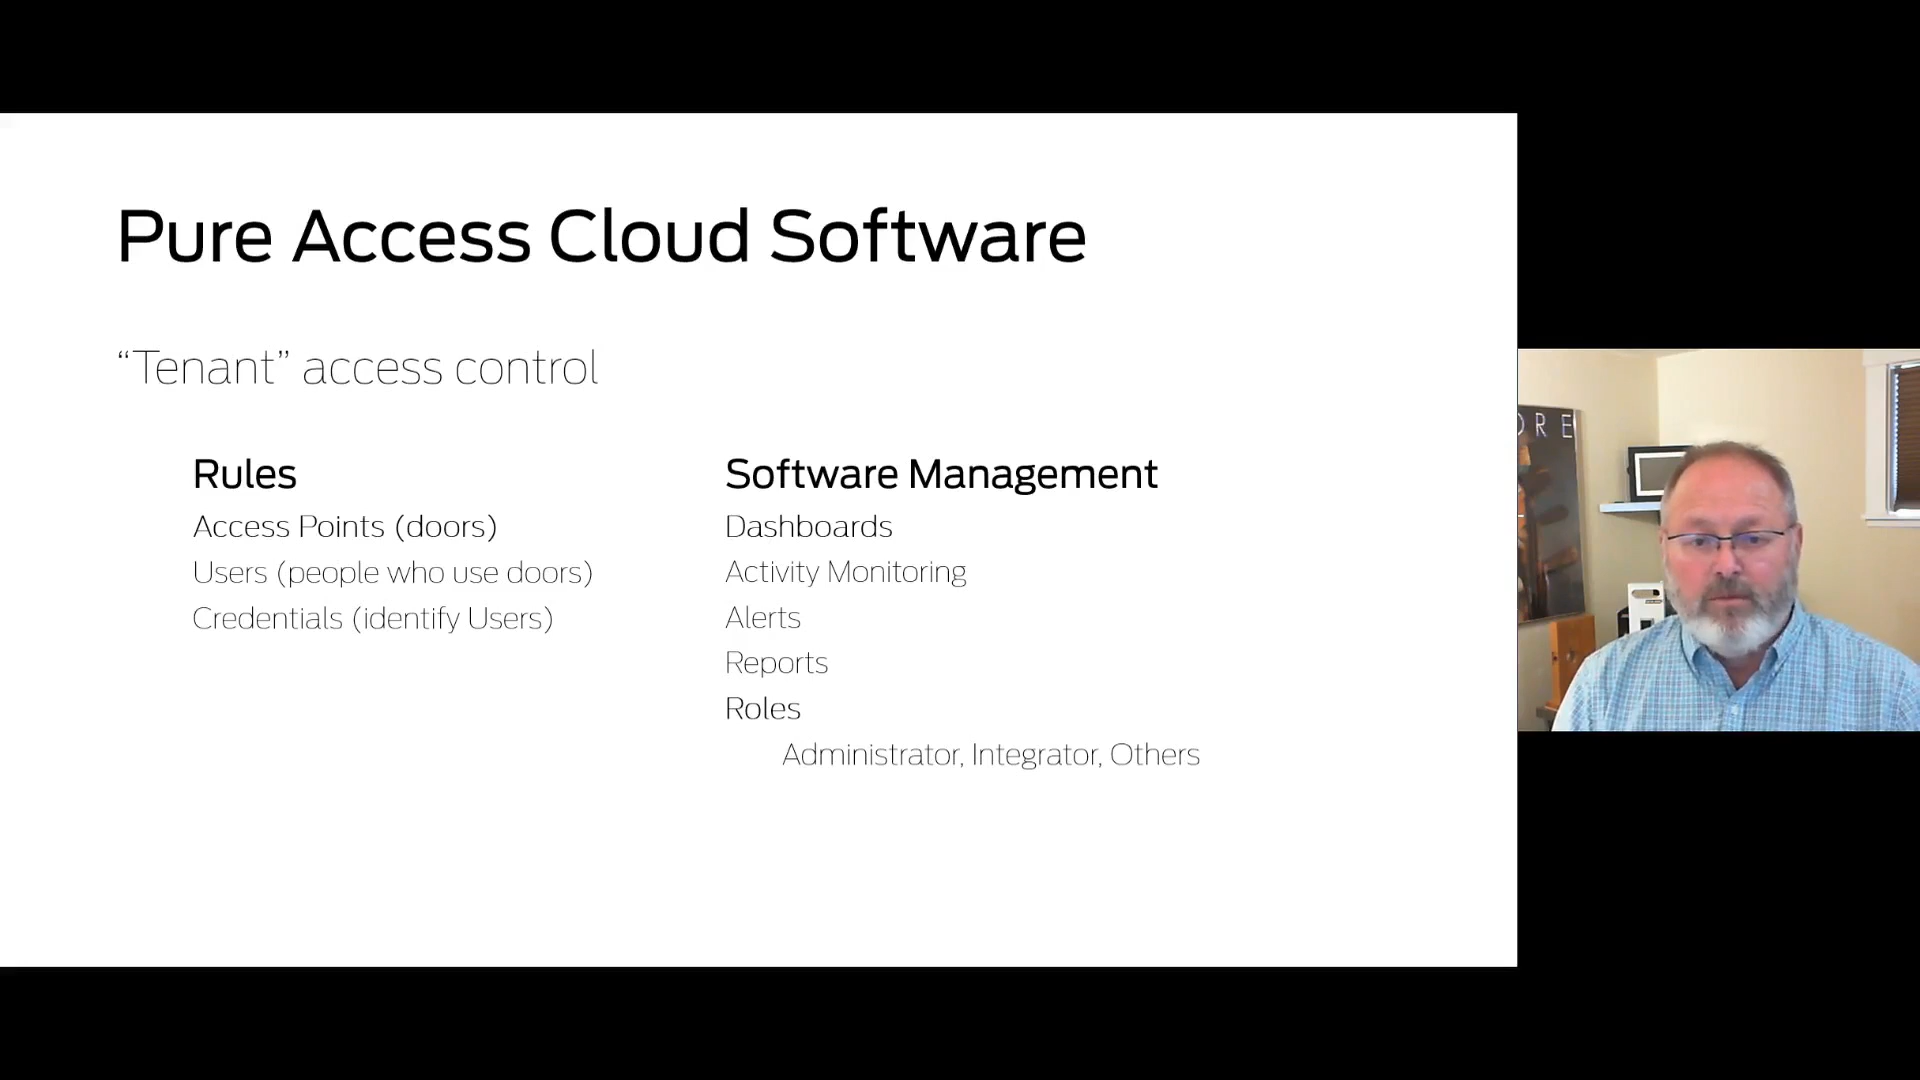 Pure Access Cloud Software
“Tenant” access control
Rules
Access Points (doors)
Users (people who use doors)
Credentials (identify Users)
Software Management
Dashboards
Activity Monitoring
Alerts
Reports
Roles
Administrator, Integrator, Others
ORE